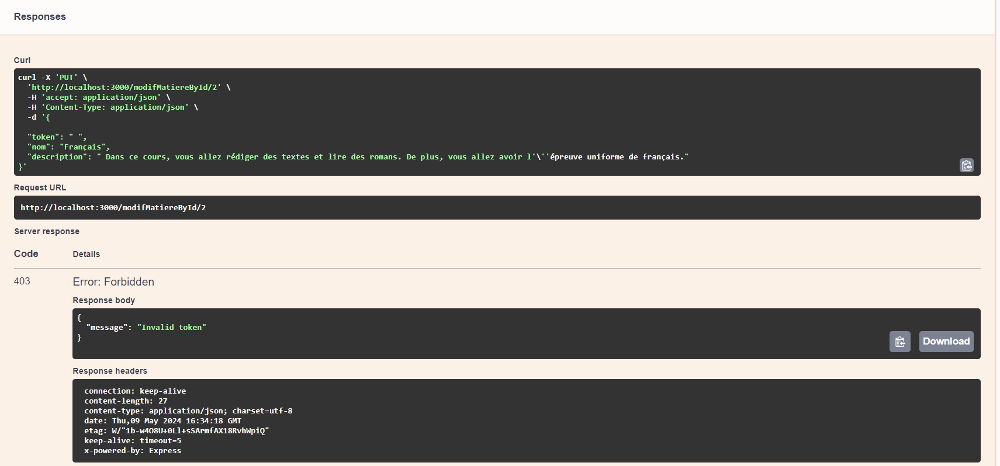 Responses
Curl
curl -X 'PUT' \
'http://localhost:3000/modifMatiereById/2' \
-H 'accept: application/json' \
-H 'Content-Type: application/json' \
-d '{
"token": " ",
"nom": "Français",
"description": " Dans ce cours, vous allez rédiger des textes et lire des romans. De plus, vous allez avoir l'\''épreuve uniforme de français."
}'
Request URL
http://localhost:3000/modifMatiereById/2
Server response
Code Details
403 Error: Forbidden
Response body
{
"message": "Invalid token"
}
Download
Response headers
connection: keep-alive
content-length: 27
content-type: application/json; charset=utf-8
date: Thu,09 May 2024 16:34:18 GMT
etag: W/"1b-w4O8U+0Ll+sSArmfAX18RvhWpiQ"
keep-alive: timeout=5
x-powered-by: Express